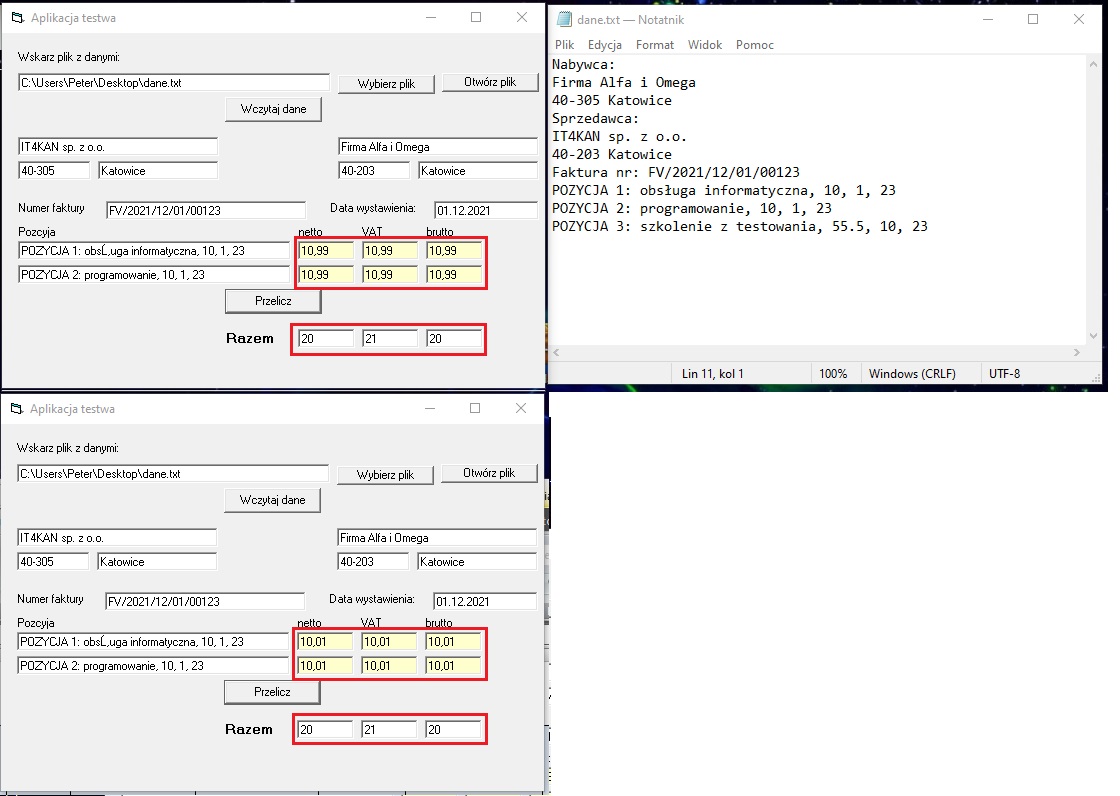 Aplikacja testwa
Wskarz plik z danymi:
C:\Users\Peter\Desktop\dane.txt Wybierz plik Otwórz plik
Wczytaj dane
IT4KAN sp. z o.o. Firma Alfa i Omega
40-305 Katowice 40-203 Katowice
Numer faktury FV/2021/12/01/00123 Data wystawienia: 01.12.2021
Pozcyja netto VAT brutto
POZYCJA 1: obsĹ‚uga informatyczna, 10, 1, 23 10,99 10,99 10,99
POZYCJA 2: programowanie, 10, 1, 23 10,99 10,99 10,99
Przelicz
Razem 20 21 20
dane.txt — Notatnik
Plik Edycja Format Widok Pomoc
Nabywca:
Firma Alfa i Omega
40-305 Katowice
Sprzedawca:
IT4KAN sp. z o.o.
40-203 Katowice
Faktura nr: FV/2021/12/01/00123
POZYCJA 1: obsługa informatyczna, 10, 1, 23
POZYCJA 2: programowanie, 10, 1, 23
POZYCJA 3: szkolenie z testowania, 55.5, 10, 23
Lin 11, kol 1 100% Windows (CRLF) UTF-8
Aplikacja testwa
Wskarz plik z danymi:
C:\Users\Peter\Desktop\dane.txt Wybierz plik Otwórz plik
Wczytaj dane
IT4KAN sp. z o.o. Firma Alfa i Omega
40-305 Katowice 40-203 Katowice
Numer faktury FV/2021/12/01/00123 Data wystawienia: 01.12.2021
Pozcyja netto VAT brutto
POZYCJA 1: obsĹ‚uga informatyczna, 10, 1, 23 10,01 10,01 10,01
POZYCJA 2: programowanie, 10, 1, 23 10,01 10,01 10,01
Przelicz
Razem 20 21 20